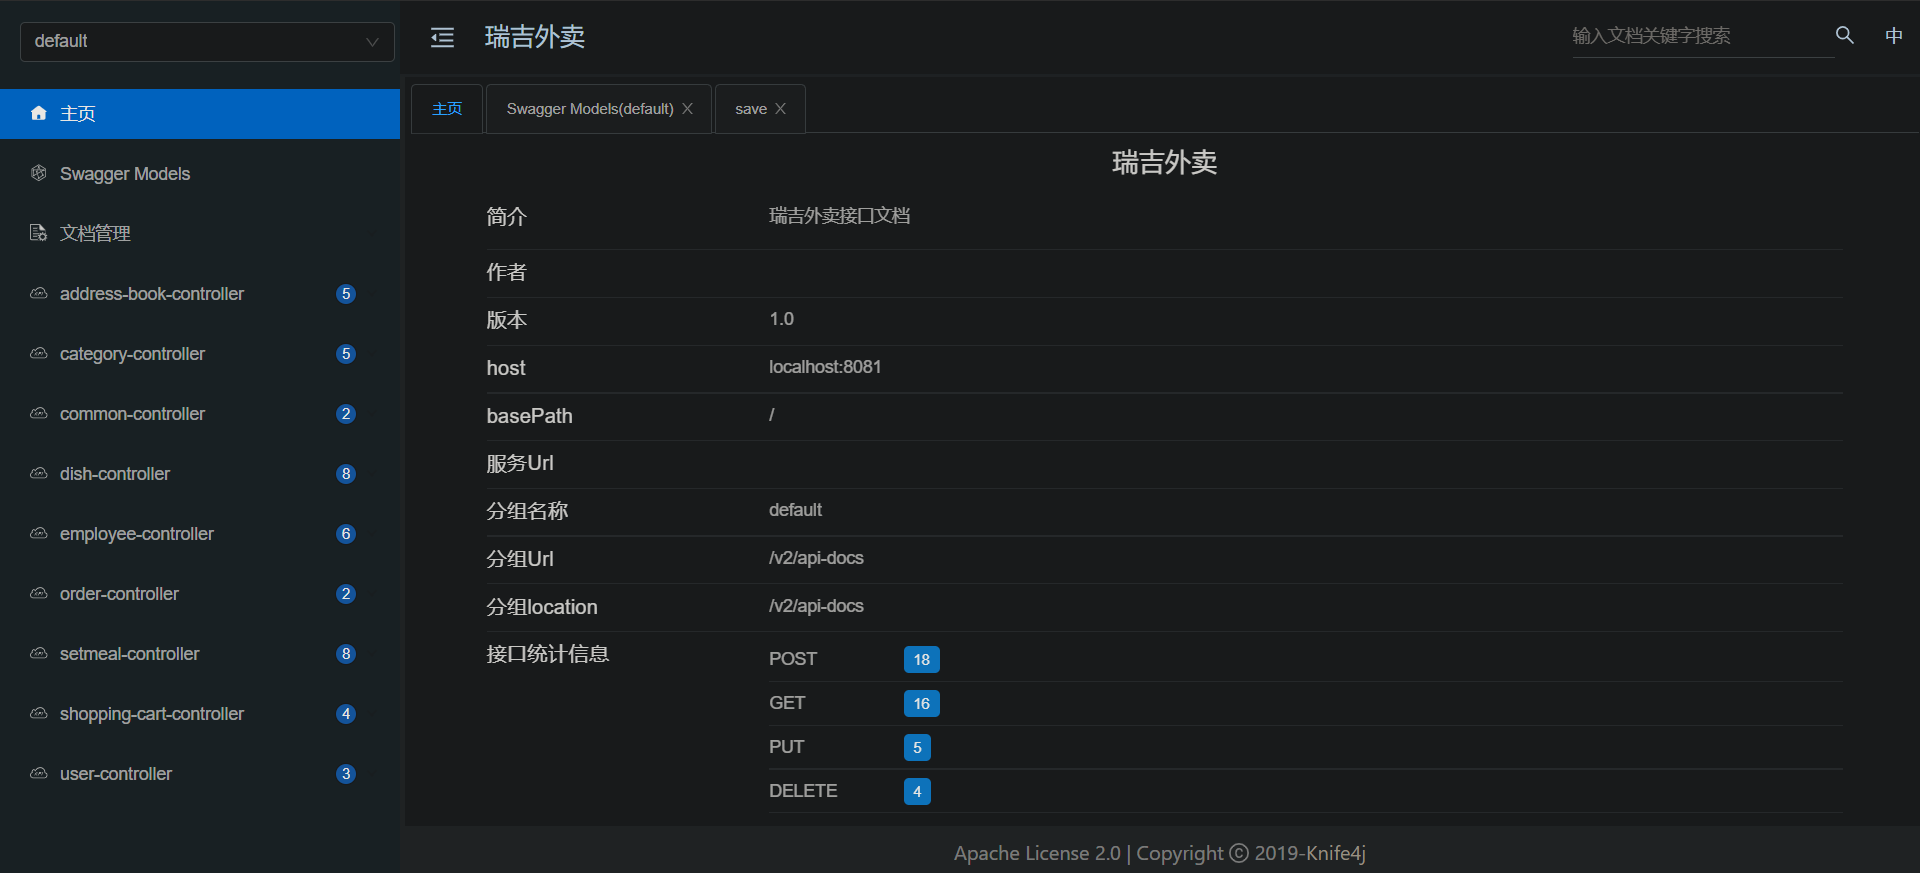 default
主页
Swagger Models
文档管理
address-book-controller 5
category-controller 5
common-controller 2
dish-controller 8
employee-controller 6
order-controller 2
setmeal-controller 8
shopping-cart-controller 4
user-controller 3
瑞吉外卖
输入文档关键字搜索
中
主页 Swagger Models(default) save
瑞吉外卖
简介 瑞吉外卖接口文档
作者
版本 1.0
host localhost:8081
basePath /
服务Url
分组名称 default
分组Url /v2/api-docs
分组location /v2/api-docs
接口统计信息 POST 18
GET 16
PUT 5
DELETE 4
Apache License 2.0 | Copyright © 2019-Knife4j